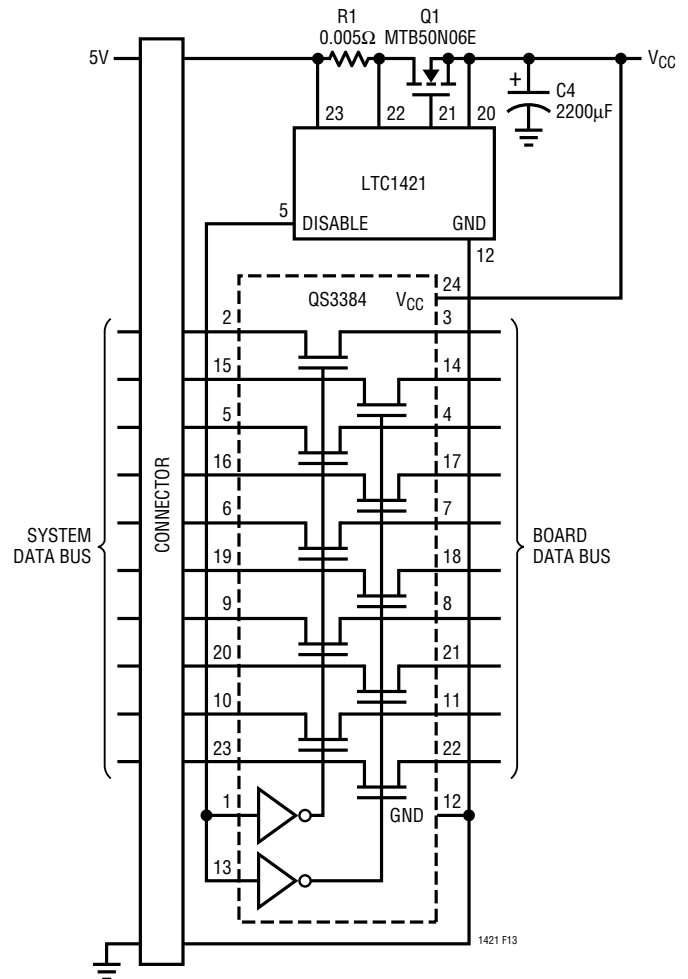 R1
0.005Ω
Q1
MTB50N06E
5V
VCC
+
C4
2200µF
23
22
21
20
LTC1421
5
DISABLE
GND
12
24
QS3384
VCC
2
3
15
14
5
4
16
17
6
7
19
18
9
8
20
21
10
11
23
22
1
GND
12
13
CONNECTOR
SYSTEM
DATA BUS
BOARD
DATA BUS
1421 F13